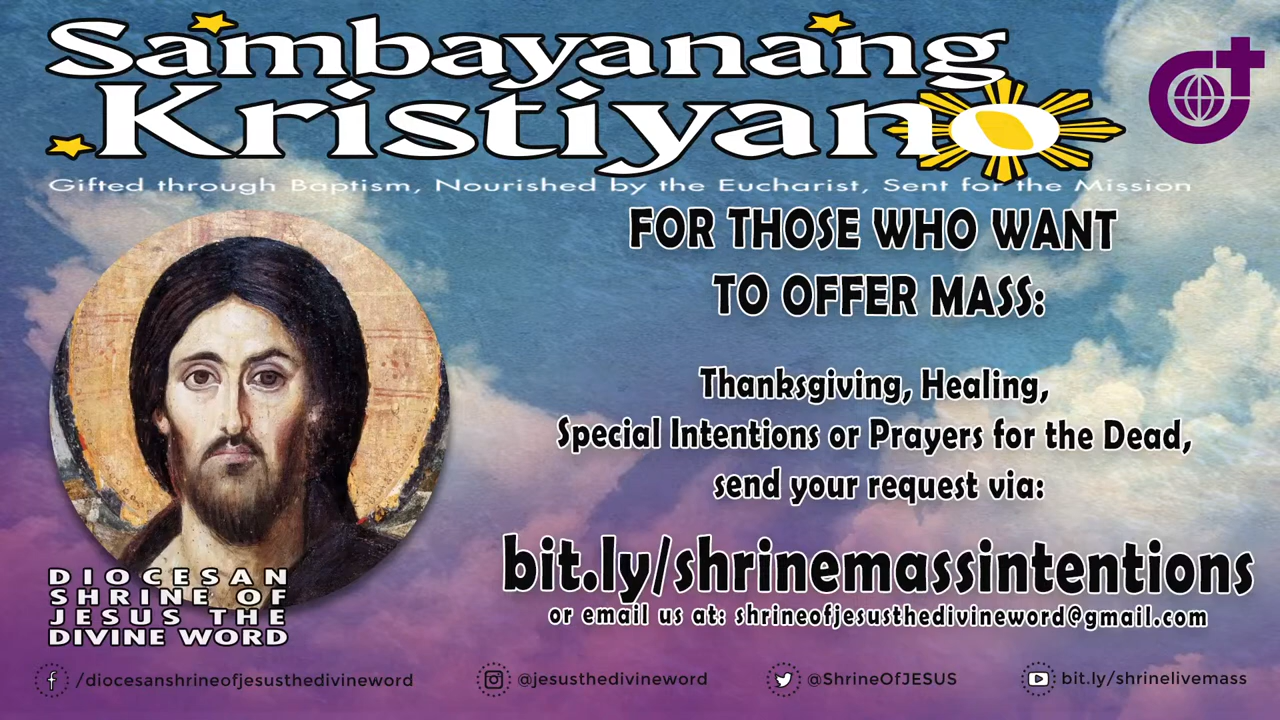 Sambayanang
Kristiyano
Gifted through Baptism, Nourished by the Eucharist, Sent for the Mission
FOR THOSE WHO WANT
TO OFFER MASS:
Thanksgiving, Healing,
Special Intentions or Prayers for the Dead,
send your request via:
bit.ly/shrinemassintentions
or email us at: shrineofjesusthedivineword@gmail.com
DIOCESAN
SHRINE OF
JESUS THE
DIVINE WORD
/diocesanshrineofjesusthedivineword
@jesusthedivineword
@ShrineOfJESUS
bit.ly/shrinelivemass